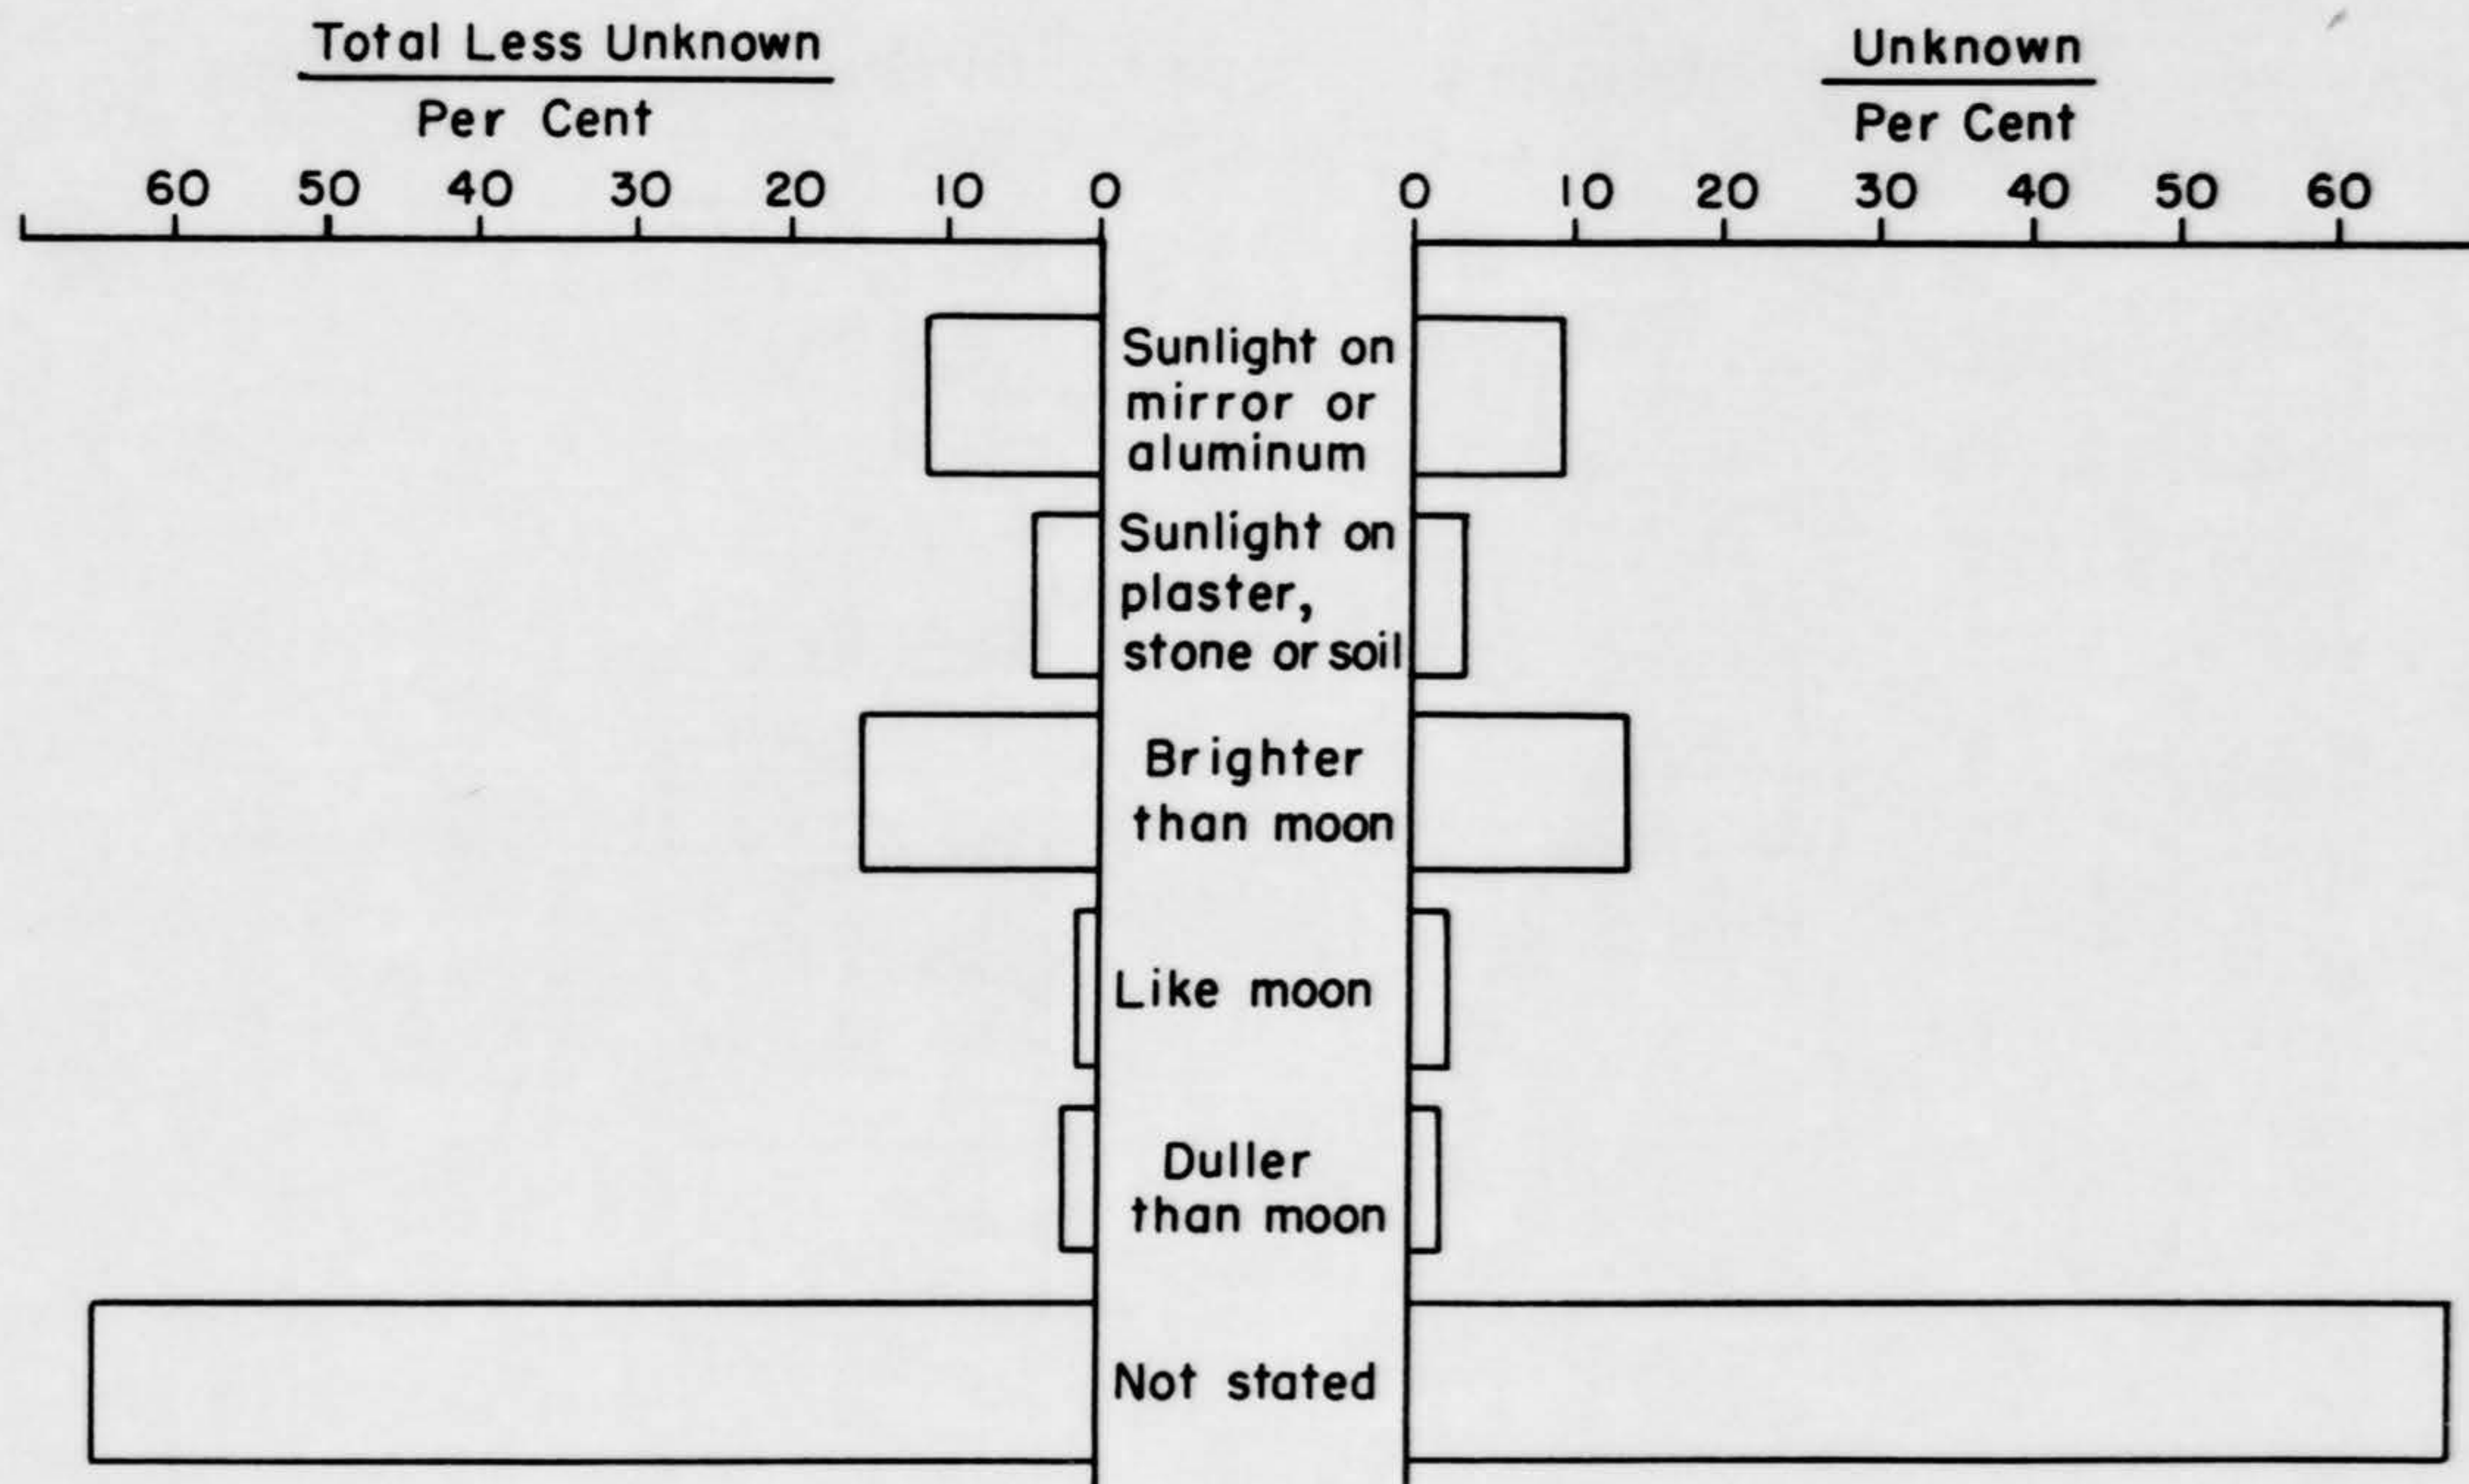 Total Less Unknown
Per Cent
60 50 40 30 20 10 0
Unknown
Per Cent
0 10 20 30 40 50 60
Sunlight on
mirror or
aluminum
Sunlight on
plaster,
stone or soil
Brighter
than moon
Like moon
Duller
than moon
Not stated